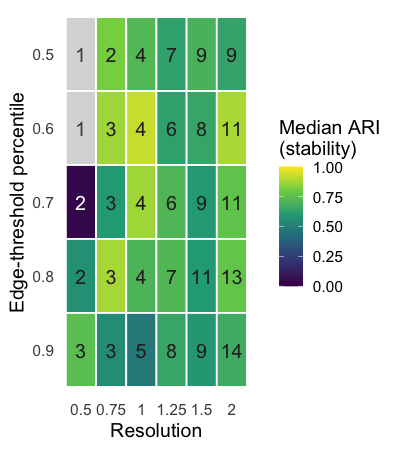 0.5 1 2 4 7 9 9
0.6 1 3 4 6 8 11
0.7 2 3 4 6 9 11
0.8 2 3 4 7 11 13
0.9 3 3 5 8 9 14
0.5 0.75 1 1.25 1.5 2
Resolution
Edge-threshold percentile
Median ARI
(stability)
1.00
0.75
0.50
0.25
0.00